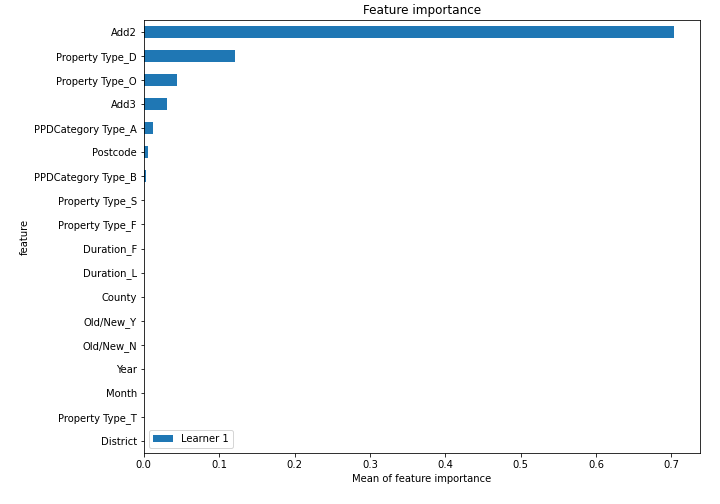 Feature importance
Add2
Property Type_D
Property Type_O
Add3
PPDCategory Type_A
Postcode
PPDCategory Type_B
Property Type_S
Property Type_F
Duration_F
Duration_L
County
Old/New_Y
Old/New_N
Year
Month
Property Type_T
District
feature
Learner 1
0.0 0.1 0.2 0.3 0.4 0.5 0.6 0.7
Mean of feature importance